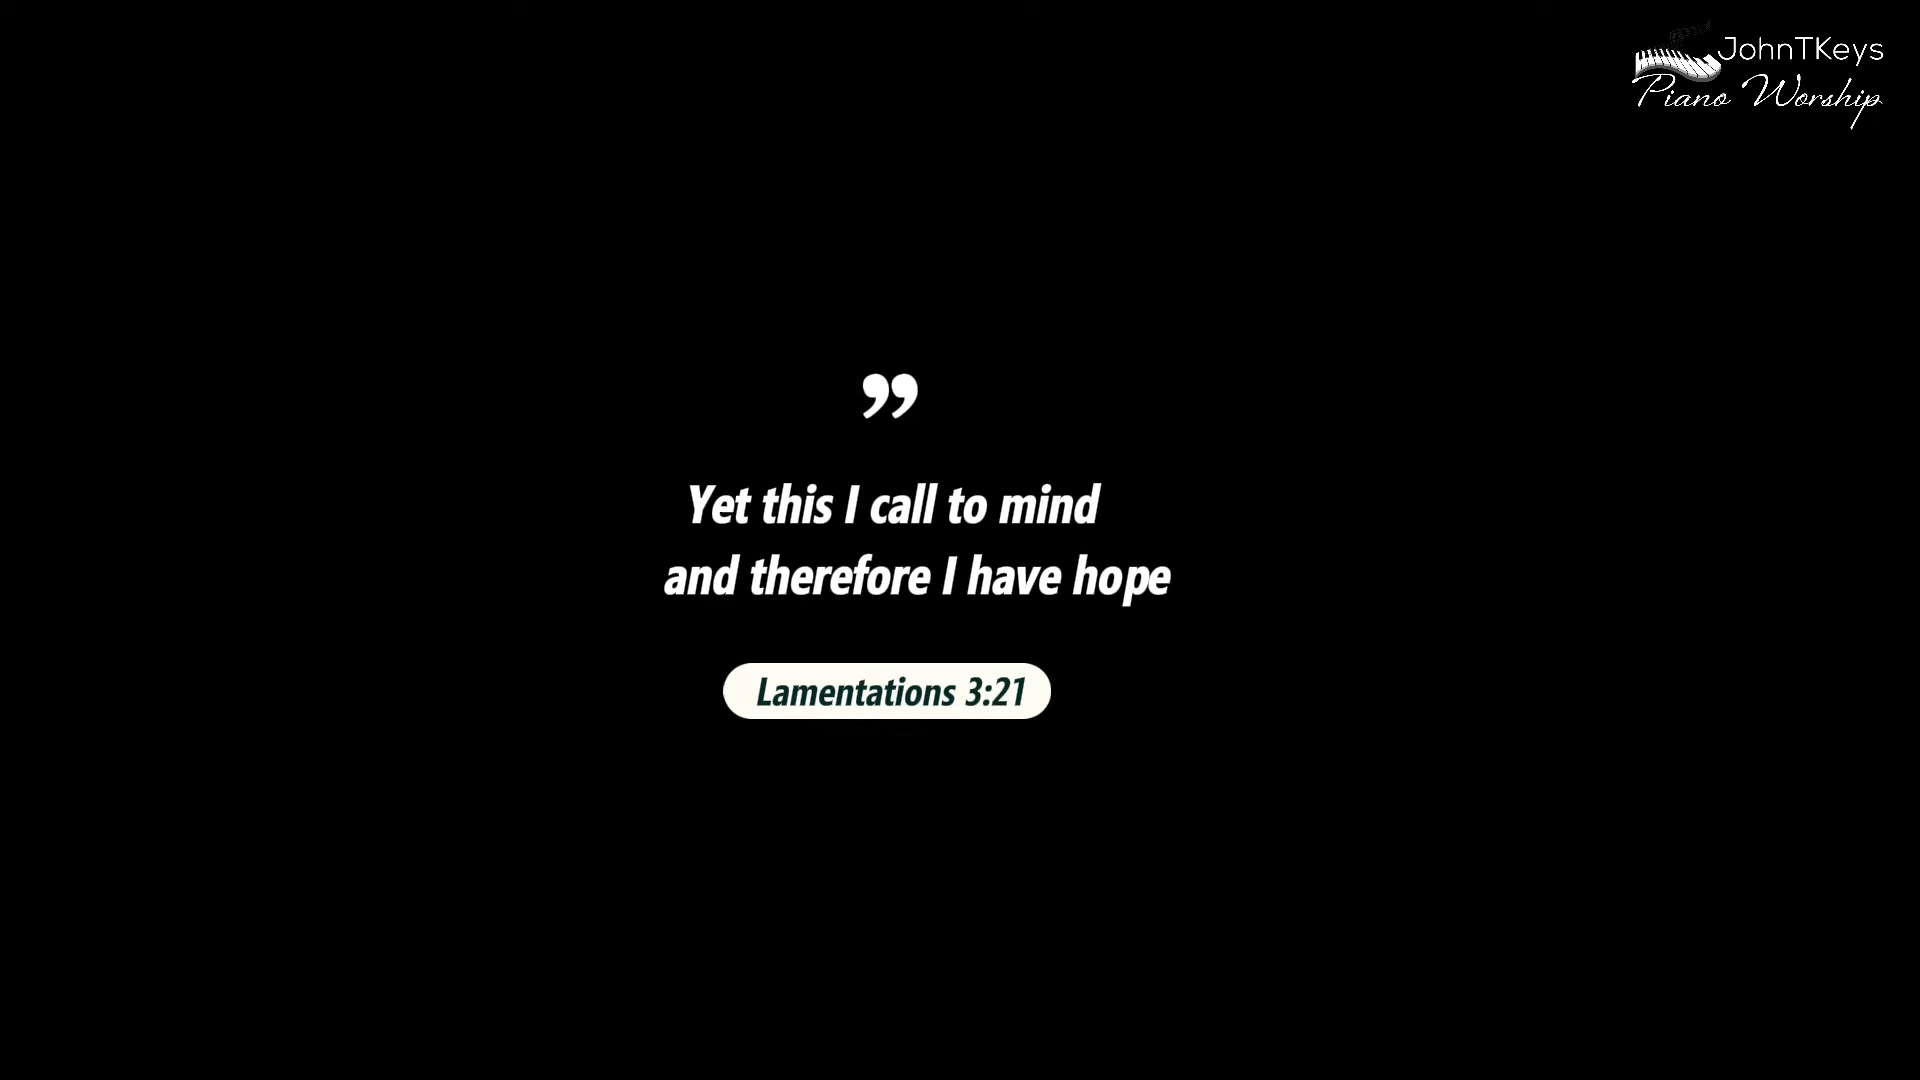 JohnTKeys
Piano Worship
”
Yet this I call to mind
and therefore I have hope
Lamentations 3:21